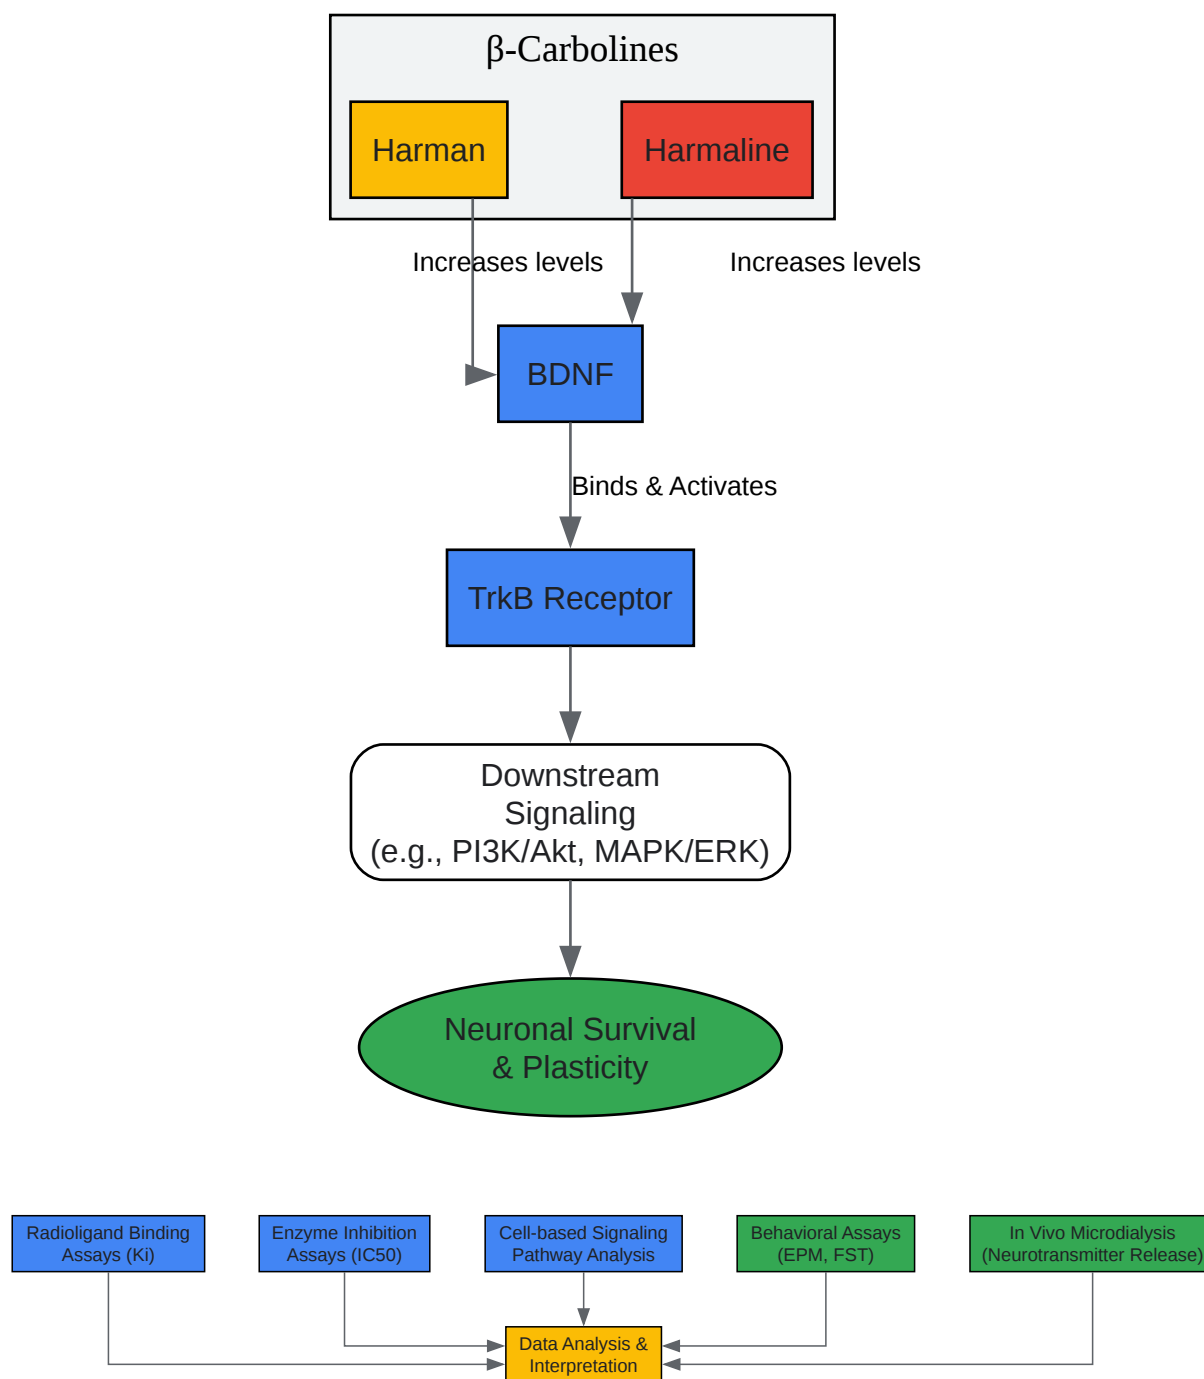 β-Carbolines
Harman
Harmaline
Increases levels
Increases levels
BDNF
Binds & Activates
TrkB Receptor
Downstream
Signaling
(e.g., PI3K/Akt, MAPK/ERK)
Neuronal Survival
& Plasticity
Radioligand Binding
Assays (Ki)
Enzyme Inhibition
Assays (IC50)
Cell-based Signaling
Pathway Analysis
Behavioral Assays
(EPM, FST)
In Vivo Microdialysis
(Neurotransmitter Release)
Data Analysis &
Interpretation